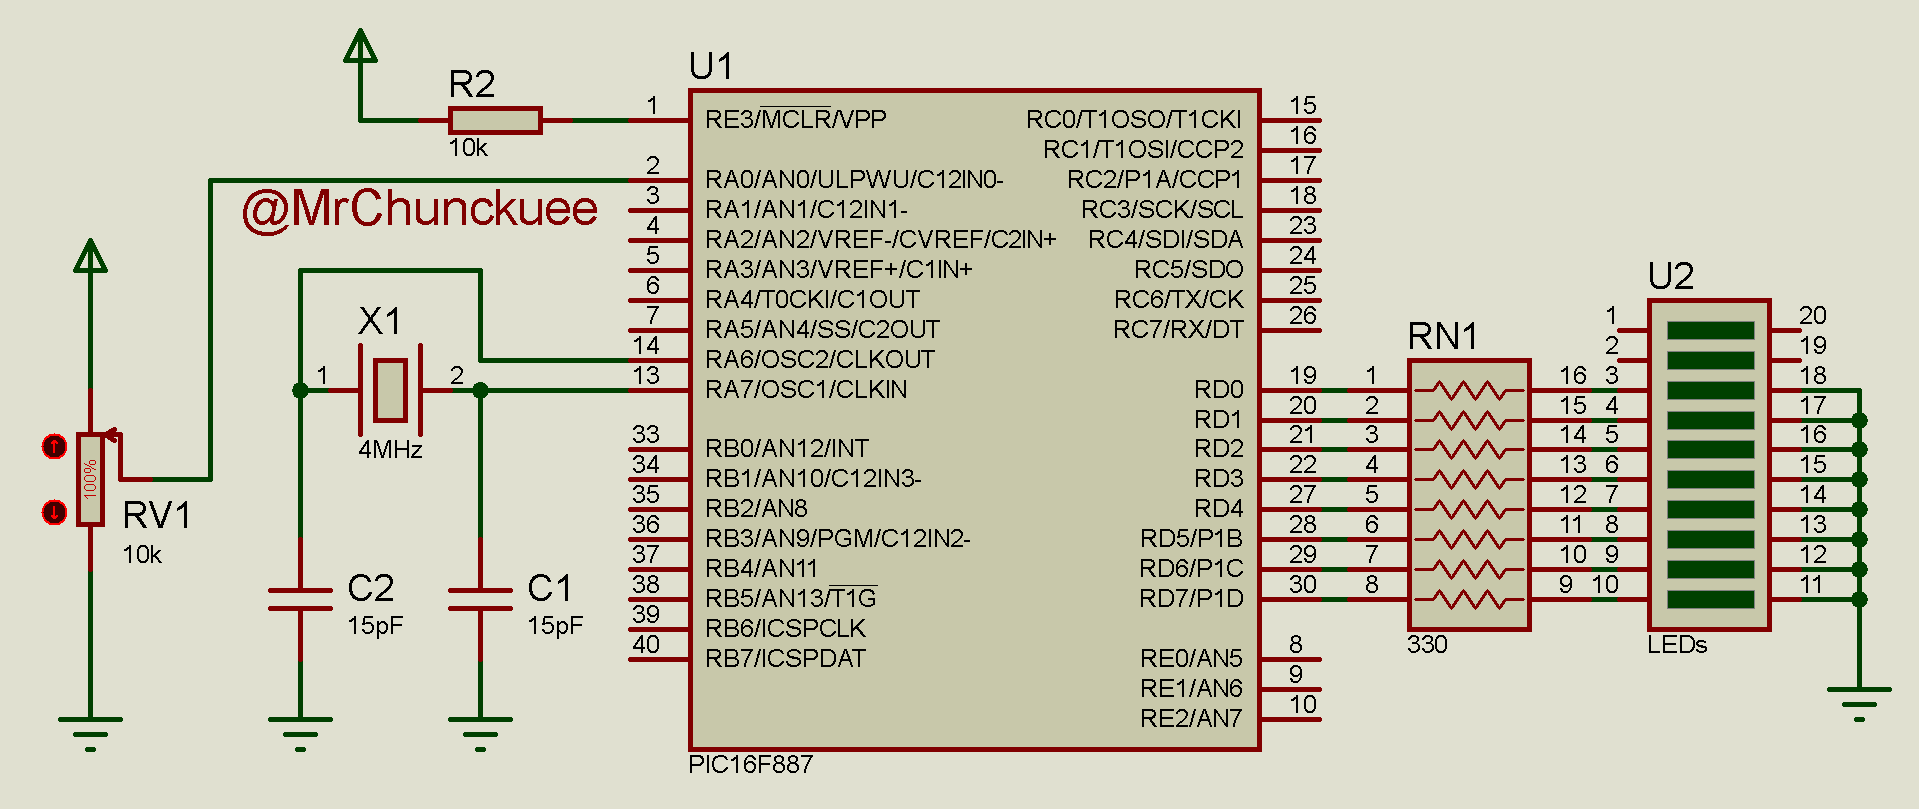 R2
10k
@MrChunckuee
X1
1
2
4MHz
100%
RV1
10k
C2
15pF
C1
15pF
U1
1 RE3/MCLR/VPP
2 RA0/AN0/ULPWU/C12IN0-
3 RA1/AN1/C12IN1-
4 RA2/AN2/VREF-/CVREF/C2IN+
5 RA3/AN3/VREF+/C1IN+
6 RA4/T0CKI/C1OUT
7 RA5/AN4/SS/C2OUT
14 RA6/OSC2/CLKOUT
13 RA7/OSC1/CLKIN
33 RB0/AN12/INT
34 RB1/AN10/C12IN3-
35 RB2/AN8
36 RB3/AN9/PGM/C12IN2-
37 RB4/AN11
38 RB5/AN13/T1G
39 RB6/ICSPCLK
40 RB7/ICSPDAT
RC0/T1OSO/T1CKI 15
RC1/T1OSI/CCP2 16
RC2/P1A/CCP1 17
RC3/SCK/SCL 18
RC4/SDI/SDA 23
RC5/SDO 24
RC6/TX/CK 25
RC7/RX/DT 26
RD0 19
RD1 20
RD2 21
RD3 22
RD4 27
RD5/P1B 28
RD6/P1C 29
RD7/P1D 30
RE0/AN5 8
RE1/AN6 9
RE2/AN7 10
PIC16F887
RN1
1 16
2 15
3 14
4 13
5 12
6 11
7 10
8 9
330
U2
1 20
2 19
3 18
4 17
5 16
6 15
7 14
8 13
9 12
10 11
LEDs